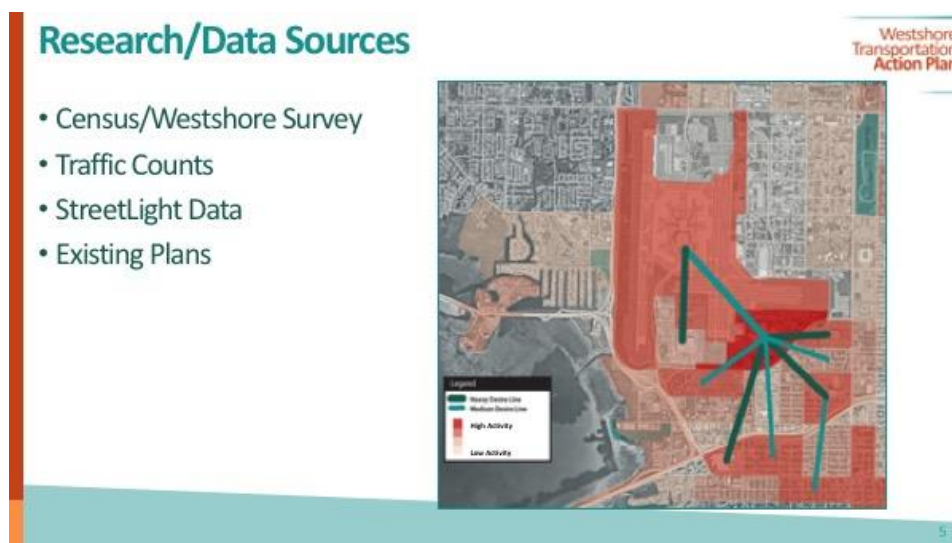 Research/Data Sources
Westshore
Transportation
Action Plan
• Census/Westshore Survey
• Traffic Counts
• StreetLight Data
• Existing Plans
Legend
Heavy Desire Line
Medium Desire Line
High Activity
Low Activity
5